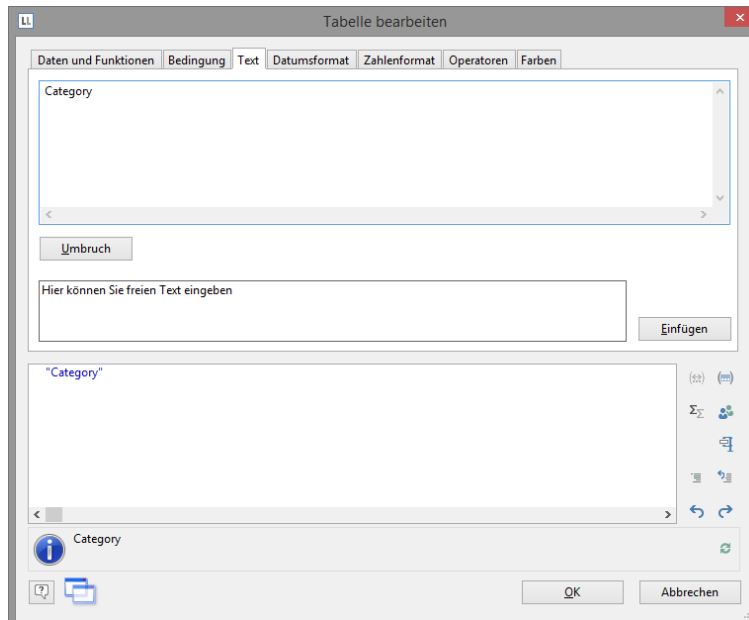 LL
Tabelle bearbeiten
Daten und Funktionen Bedingung Text Datumsformat Zahlenformat Operatoren Farben
Category
Umbruch
Hier können Sie freien Text eingeben
Einfügen
"Category"
Category
OK Abbrechen